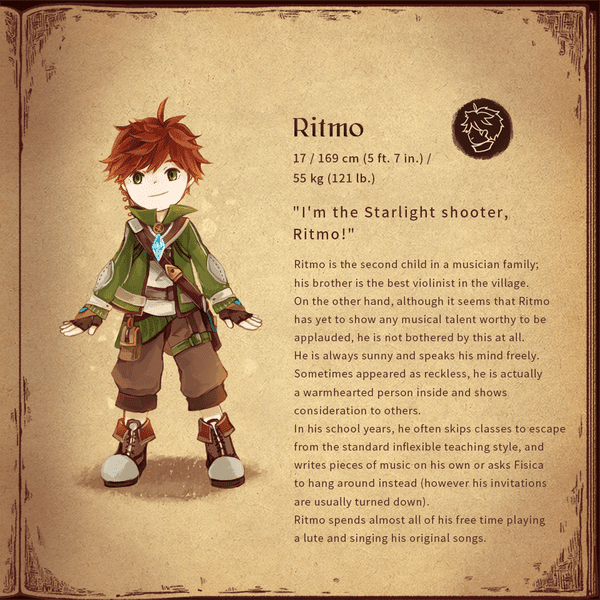 Ritmo
17 / 169 cm (5 ft. 7 in.) /
55 kg (121 lb.)
"I'm the Starlight shooter,
Ritmo!"
Ritmo is the second child in a musician family;
his brother is the best violinist in the village.
On the other hand, although it seems that Ritmo
has yet to show any musical talent worthy to be
applauded, he is not bothered by this at all.
He is always sunny and speaks his mind freely.
Sometimes appeared as reckless, he is actually
a warmhearted person inside and shows
consideration to others.
In his school years, he often skips classes to escape
from the standard inflexible teaching style, and
writes pieces of music on his own or asks Fisica
to hang around instead (however his invitations
are usually turned down).
Ritmo spends almost all of his free time playing
a lute and singing his original songs.